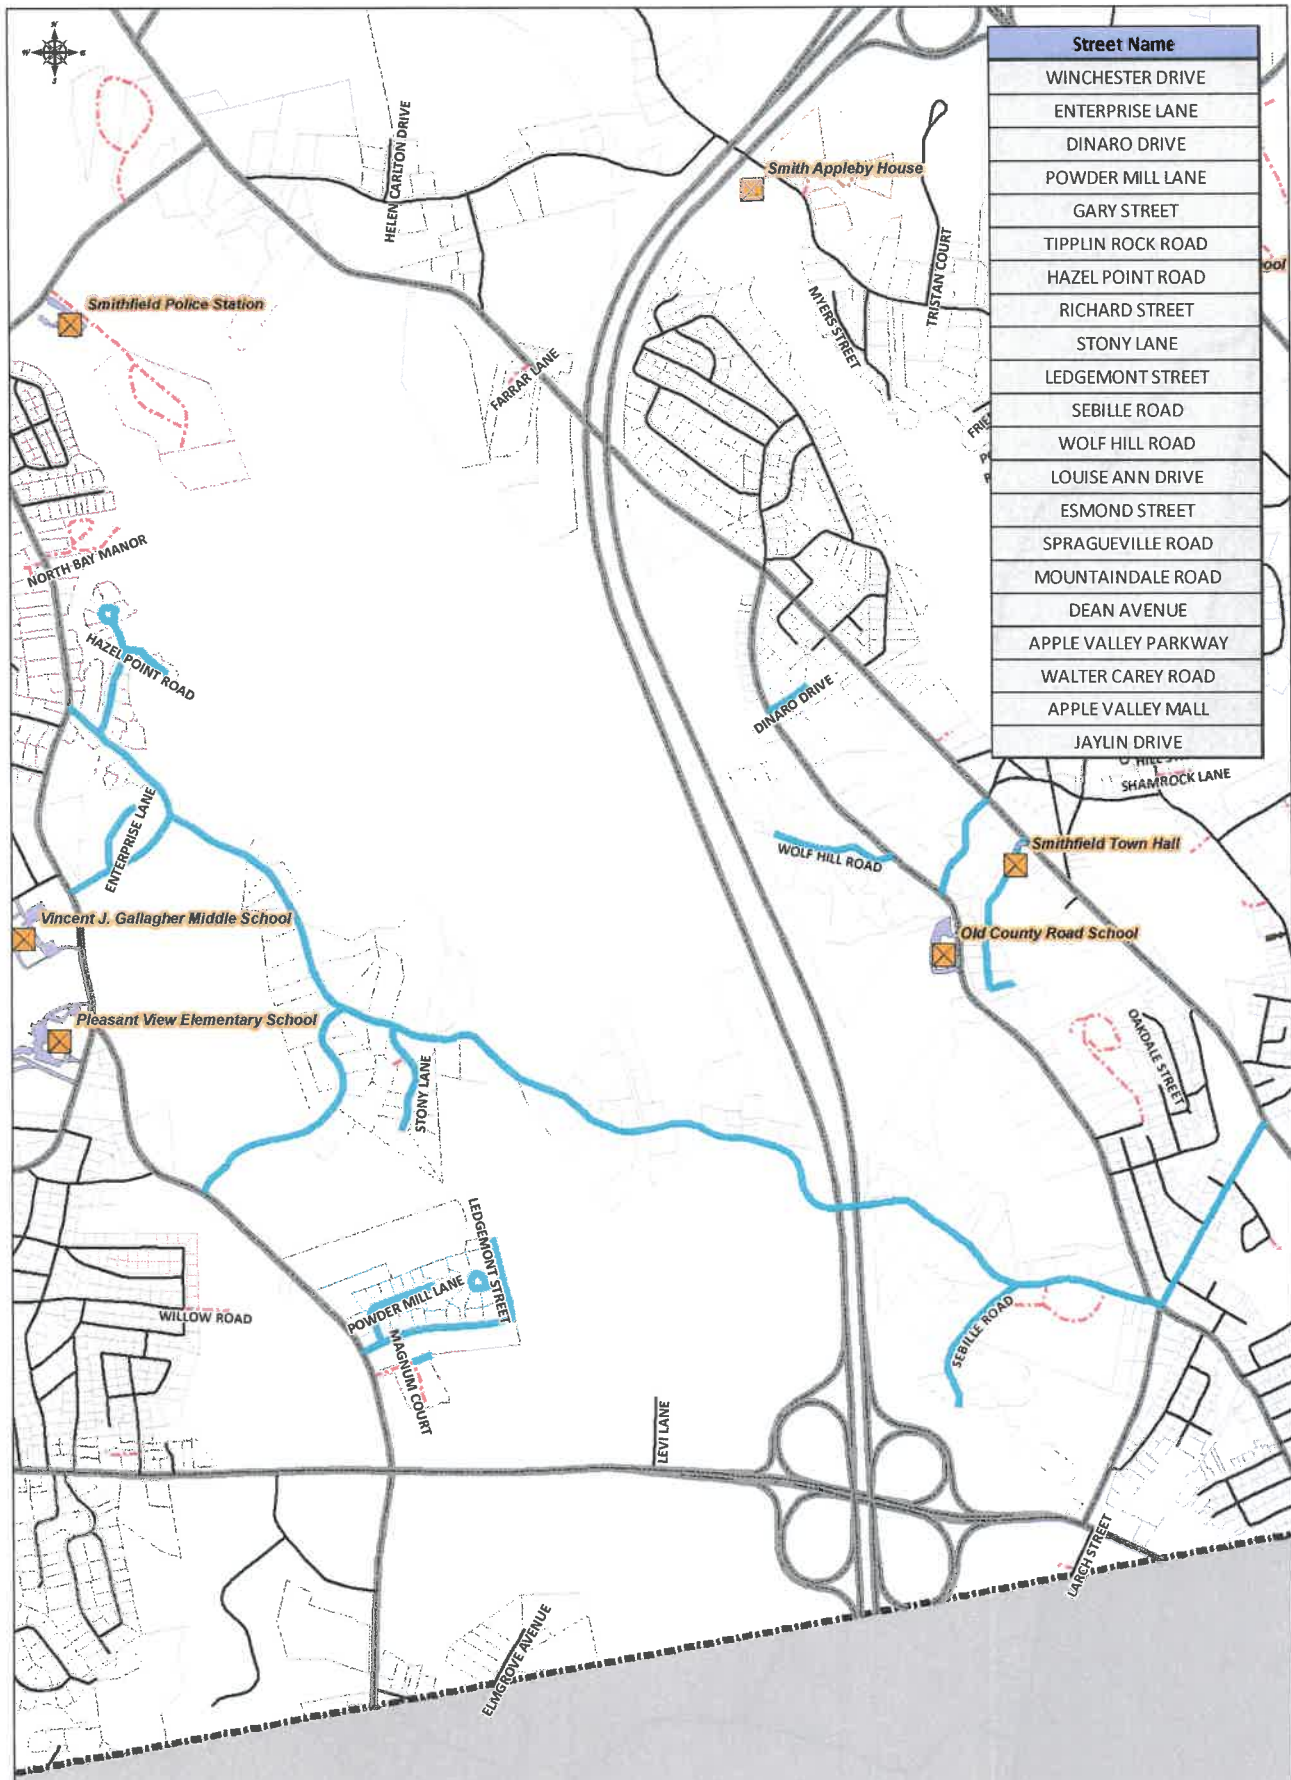 N
W E
S
Street Name
WINCHESTER DRIVE
ENTERPRISE LANE
DINARO DRIVE
POWDER MILL LANE
GARY STREET
TIPPLIN ROCK ROAD
HAZEL POINT ROAD
RICHARD STREET
STONY LANE
LEDGEMONT STREET
SEBILLE ROAD
WOLF HILL ROAD
LOUISE ANN DRIVE
ESMOND STREET
SPRAGUEVILLE ROAD
MOUNTAINDALE ROAD
DEAN AVENUE
APPLE VALLEY PARKWAY
WALTER CAREY ROAD
APPLE VALLEY MALL
JAYLIN DRIVE
HELEN CARLTON DRIVE
Smith Appleby House
TRISTAN COURT
MYERS STREET
Smithfield Police Station
FARRAR LANE
NORTH BAY MANOR
HAZEL POINT ROAD
DINARO DRIVE
SHAMROCK LANE
ENTERPRISE LANE
WOLF HILL ROAD
Smithfield Town Hall
Vincent J. Gallagher Middle School
Old County Road School
Pleasant View Elementary School
OAKDALE STREET
STONY LANE
LEDGEMONT STREET
POWDER MILL LANE
WILLOW ROAD
MAGNUM COURT
SEBILLE ROAD
LEVI LANE
LARCH STREET
ELMGROVE AVENUE